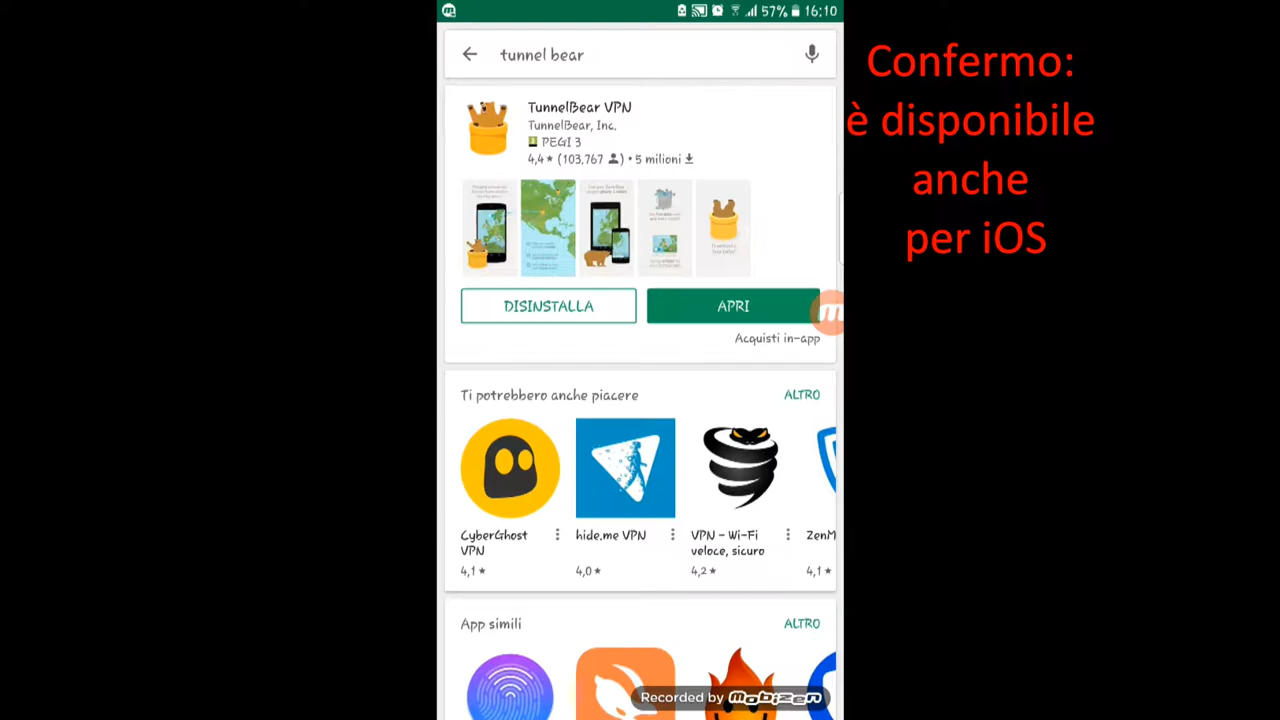 57% 16:10
tunnel bear
TunnelBear VPN
TunnelBear, Inc.
PEGI 3
4,4★ (103.767) • 5 milioni
DISINSTALLA
APRI
Acquisti in-app
Ti potrebbero anche piacere
ALTRO
CyberGhost VPN
4,1★
hide.me VPN
4,0★
VPN - Wi-Fi veloce, sicuro
4,2★
ZenM
4,1★
App simili
ALTRO
Recorded by mobizen
Confermo:
è disponibile
anche
per iOS